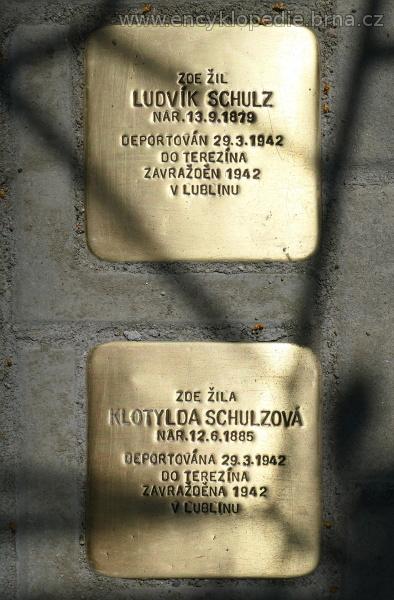 www.encyklopedie.brna.cz
ZDE ŽIL
LUDVÍK SCHULZ
NAR. 13.9.1879
DEPORTOVÁN 29.3.1942
DO TEREZÍNA
ZAVRAŽDĚN 1942
V LUBLINU
ZDE ŽILA
KLOTYLDA SCHULZOVÁ
NAR. 12.6.1885
DEPORTOVÁNA 29.3.1942
DO TEREZÍNA
ZAVRAŽDĚNA 1942
V LUBLINU